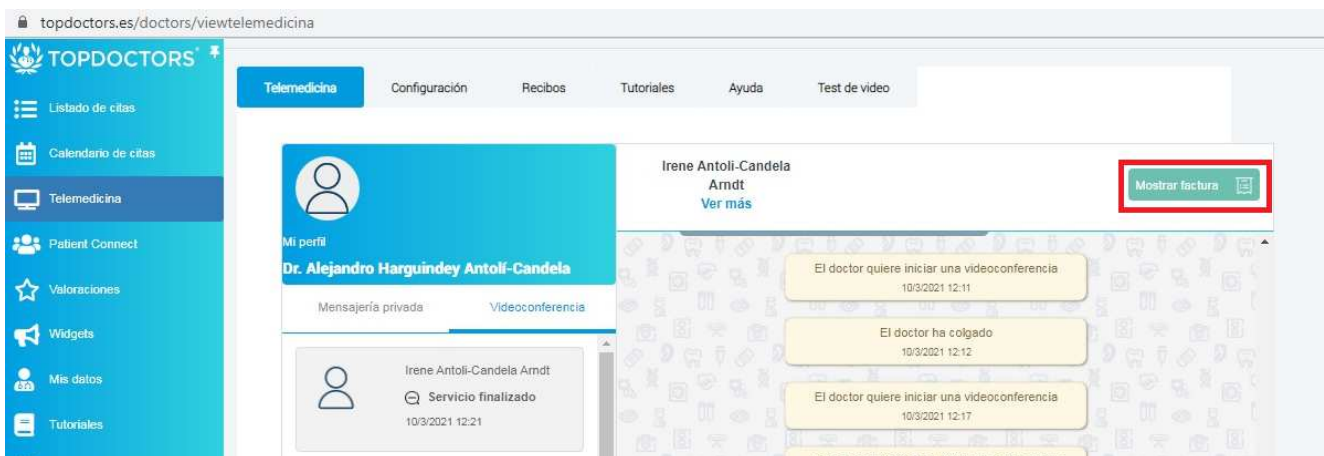 topdoctors.es/doctors/viewtelemedicina
TOPDOCTORS
Listado de citas
Calendario de citas
Telemedicina
Patient Connect
Valoraciones
Widgets
Mis datos
Tutoriales
Telemedicina Configuración Recibos Tutoriales Ayuda Test de video
Mi perfil
Dr. Alejandro Harguindey Antolí-Candela
Mensajería privada Videoconferencia
Irene Antoli-Candela Arndt
Servicio finalizado
10/3/2021 12:21
Irene Antoli-Candela
Arndt
Ver más
Mostrar factura
El doctor quiere iniciar una videoconferencia
10/3/2021 12:11
El doctor ha colgado
10/3/2021 12:12
El doctor quiere iniciar una videoconferencia
10/3/2021 12:17